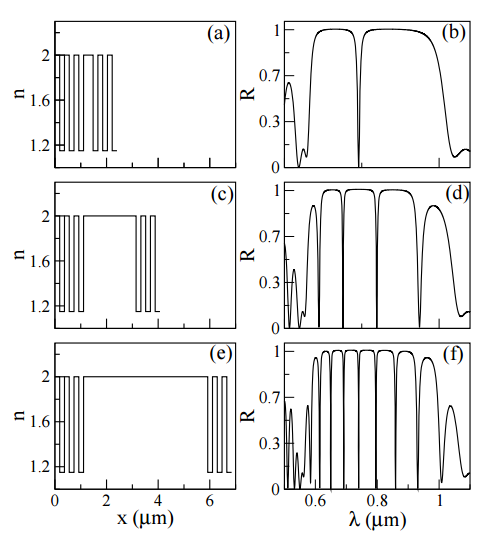 (a)
2
1.6
1.2
n
(b)
1
0.7
0.3
0
R
(c)
2
1.6
1.2
n
(d)
1
0.7
0.3
0
R
(e)
2
1.6
1.2
n
0 2 4 6
x (μm)
(f)
1
0.7
0.3
0
R
0.6 0.8 1
λ (μm)